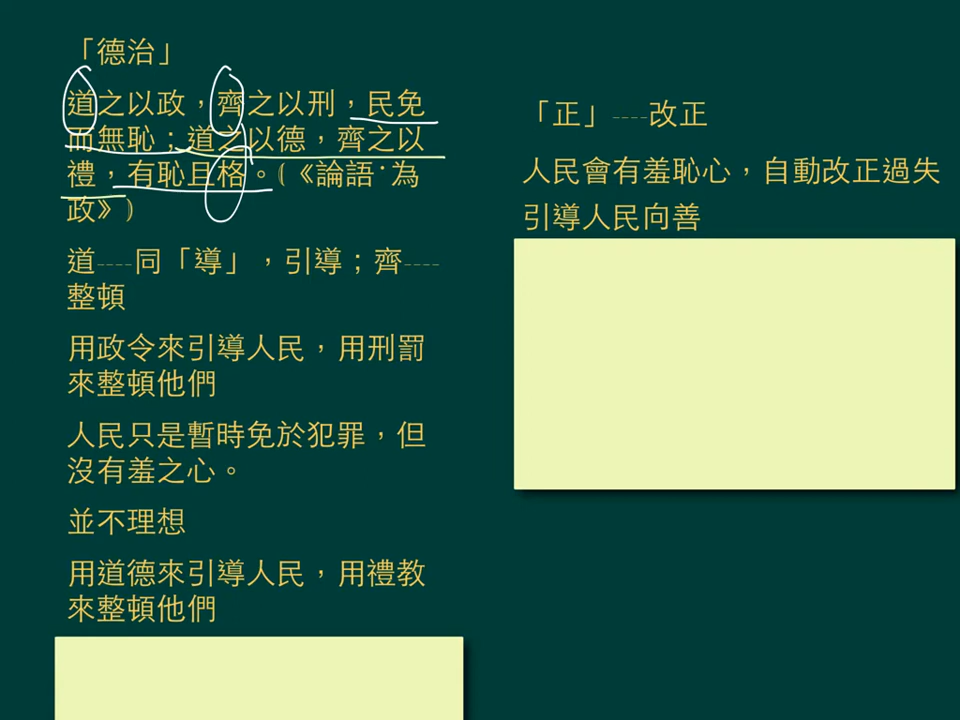 「德治」
道之以政，齊之以刑，民免
而無恥；道之以德，齊之以
禮，有恥且格。(《論語·為
政》)
道----同「導」，引導；齊----
整頓
用政令來引導人民，用刑罰
來整頓他們
人民只是暫時免於犯罪，但
沒有羞之心。
並不理想
用道德來引導人民，用禮教
來整頓他們
「正」----改正
人民會有羞恥心，自動改正過失
引導人民向善